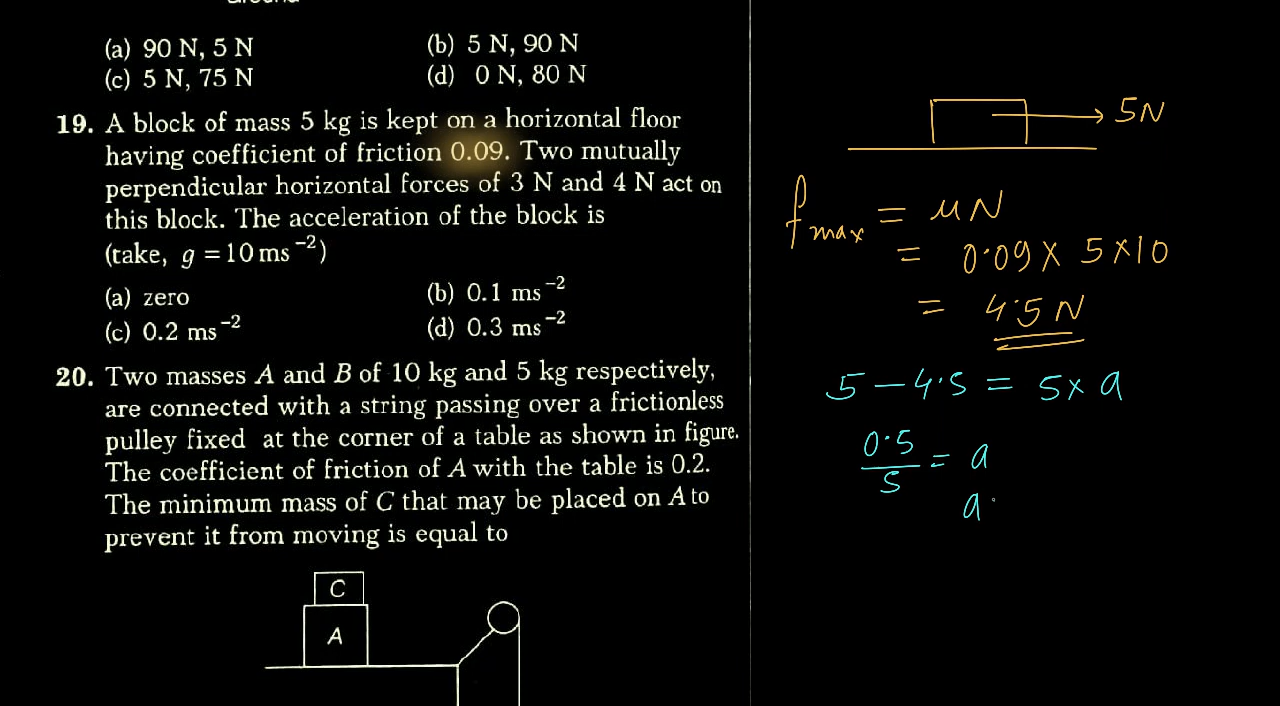 (a) 90 N, 5 N
(b) 5 N, 90 N
(c) 5 N, 75 N
(d) 0 N, 80 N
19. A block of mass 5 kg is kept on a horizontal floor
having coefficient of friction 0.09. Two mutually
perpendicular horizontal forces of 3 N and 4 N act on
this block. The acceleration of the block is
(take, g = 10 ms⁻²)
(a) zero
(b) 0.1 ms⁻²
(c) 0.2 ms⁻²
(d) 0.3 ms⁻²
20. Two masses A and B of 10 kg and 5 kg respectively,
are connected with a string passing over a frictionless
pulley fixed at the corner of a table as shown in figure.
The coefficient of friction of A with the table is 0.2.
The minimum mass of C that may be placed on A to
prevent it from moving is equal to
C
A
5N
fmax = μN
= 0.09 x 5x10
= 4.5 N
5 - 4.5 = 5 x a
0.5/5 = a
a